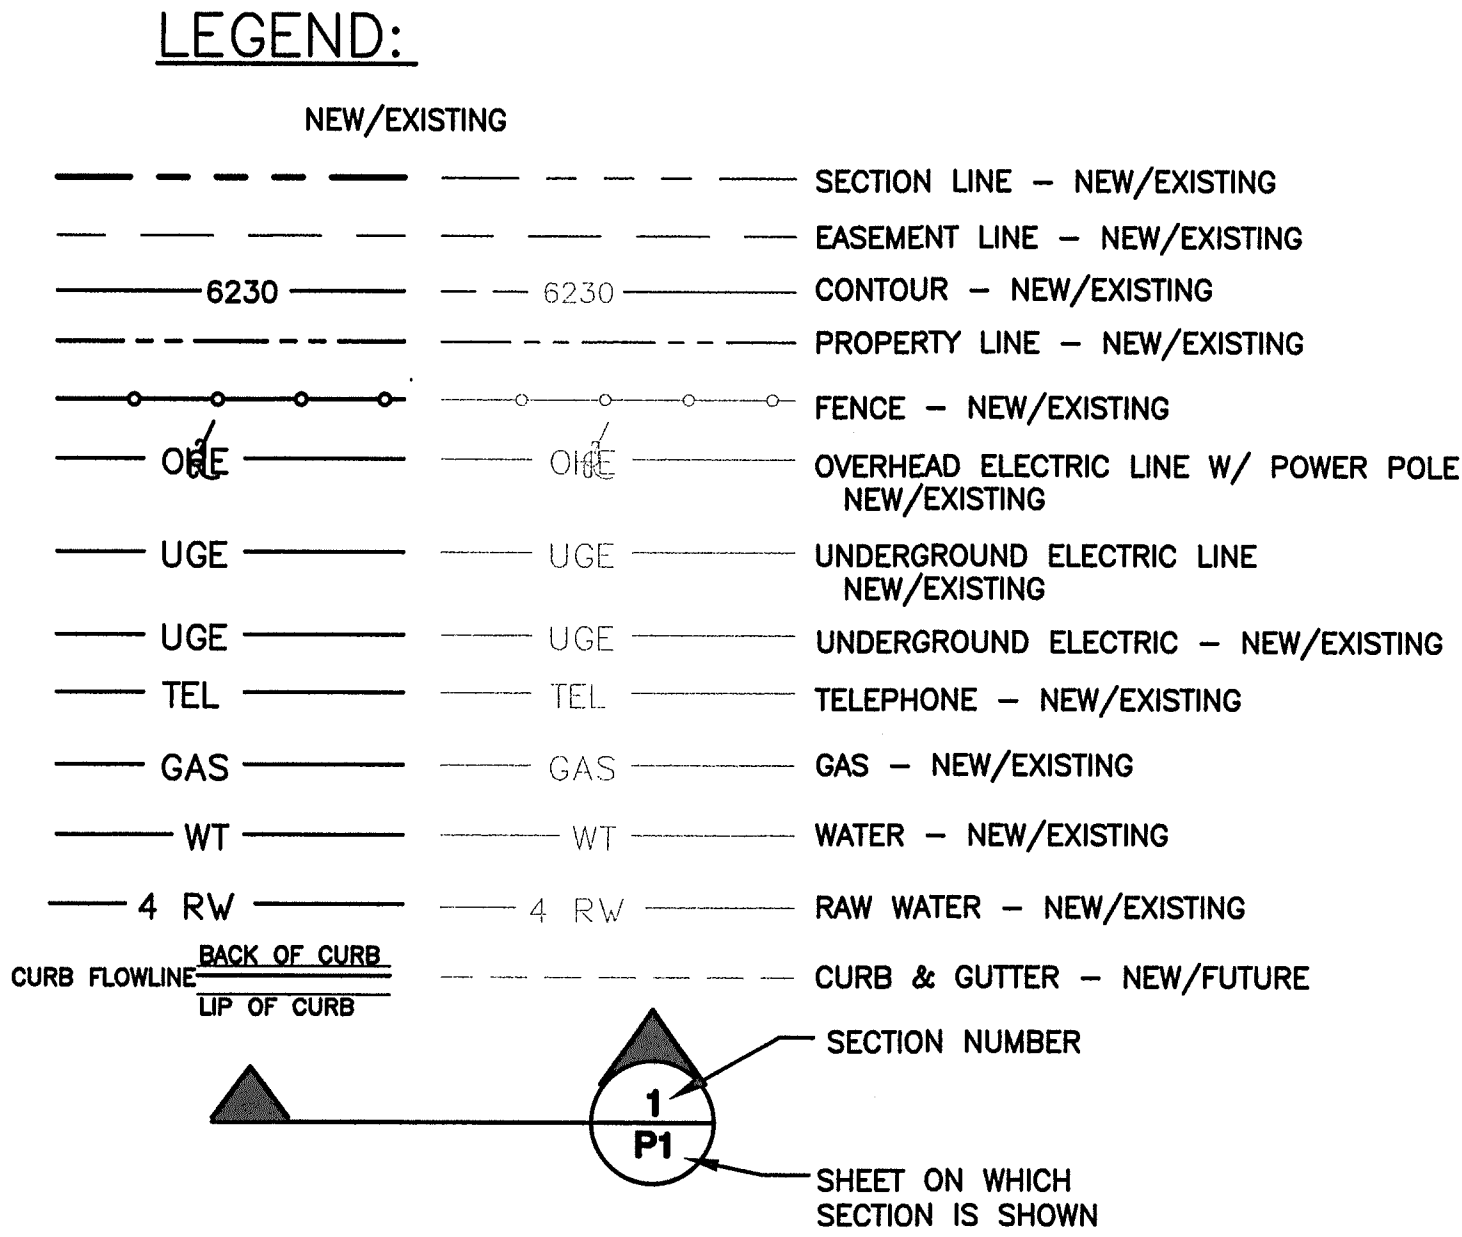 LEGEND:
NEW/EXISTING
SECTION LINE – NEW/EXISTING
EASEMENT LINE – NEW/EXISTING
6230 6230 CONTOUR – NEW/EXISTING
PROPERTY LINE – NEW/EXISTING
FENCE – NEW/EXISTING
OHE OHE OVERHEAD ELECTRIC LINE W/ POWER POLE
NEW/EXISTING
UGE UGE UNDERGROUND ELECTRIC LINE
NEW/EXISTING
UGE UGE UNDERGROUND ELECTRIC – NEW/EXISTING
TEL TEL TELEPHONE – NEW/EXISTING
GAS GAS GAS – NEW/EXISTING
WT WT WATER – NEW/EXISTING
4 RW 4 RW RAW WATER – NEW/EXISTING
BACK OF CURB
CURB FLOWLINE CURB & GUTTER – NEW/FUTURE
LIP OF CURB
SECTION NUMBER
1
P1
SHEET ON WHICH
SECTION IS SHOWN